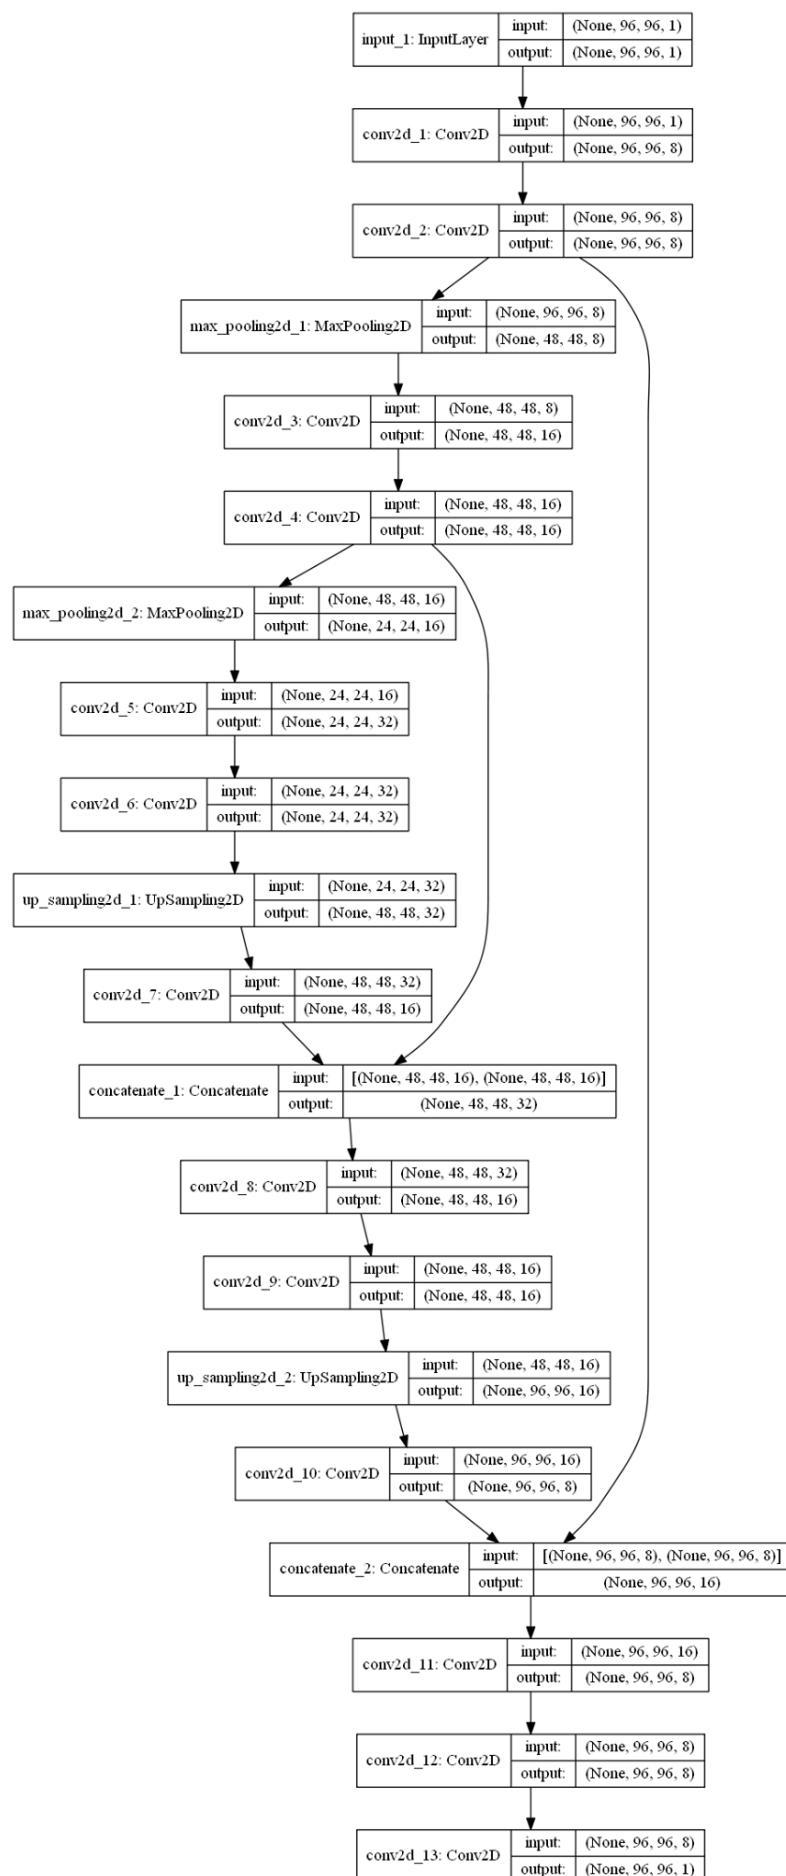 input_1: InputLayer
input: (None, 96, 96, 1)
output: (None, 96, 96, 1)
conv2d_1: Conv2D
input: (None, 96, 96, 1)
output: (None, 96, 96, 8)
conv2d_2: Conv2D
input: (None, 96, 96, 8)
output: (None, 96, 96, 8)
max_pooling2d_1: MaxPooling2D
input: (None, 96, 96, 8)
output: (None, 48, 48, 8)
conv2d_3: Conv2D
input: (None, 48, 48, 8)
output: (None, 48, 48, 16)
conv2d_4: Conv2D
input: (None, 48, 48, 16)
output: (None, 48, 48, 16)
max_pooling2d_2: MaxPooling2D
input: (None, 48, 48, 16)
output: (None, 24, 24, 16)
conv2d_5: Conv2D
input: (None, 24, 24, 16)
output: (None, 24, 24, 32)
conv2d_6: Conv2D
input: (None, 24, 24, 32)
output: (None, 24, 24, 32)
up_sampling2d_1: UpSampling2D
input: (None, 24, 24, 32)
output: (None, 48, 48, 32)
conv2d_7: Conv2D
input: (None, 48, 48, 32)
output: (None, 48, 48, 16)
concatenate_1: Concatenate
input: [(None, 48, 48, 16), (None, 48, 48, 16)]
output: (None, 48, 48, 32)
conv2d_8: Conv2D
input: (None, 48, 48, 32)
output: (None, 48, 48, 16)
conv2d_9: Conv2D
input: (None, 48, 48, 16)
output: (None, 48, 48, 16)
up_sampling2d_2: UpSampling2D
input: (None, 48, 48, 16)
output: (None, 96, 96, 16)
conv2d_10: Conv2D
input: (None, 96, 96, 16)
output: (None, 96, 96, 8)
concatenate_2: Concatenate
input: [(None, 96, 96, 8), (None, 96, 96, 8)]
output: (None, 96, 96, 16)
conv2d_11: Conv2D
input: (None, 96, 96, 16)
output: (None, 96, 96, 8)
conv2d_12: Conv2D
input: (None, 96, 96, 8)
output: (None, 96, 96, 8)
conv2d_13: Conv2D
input: (None, 96, 96, 8)
output: (None, 96, 96, 1)